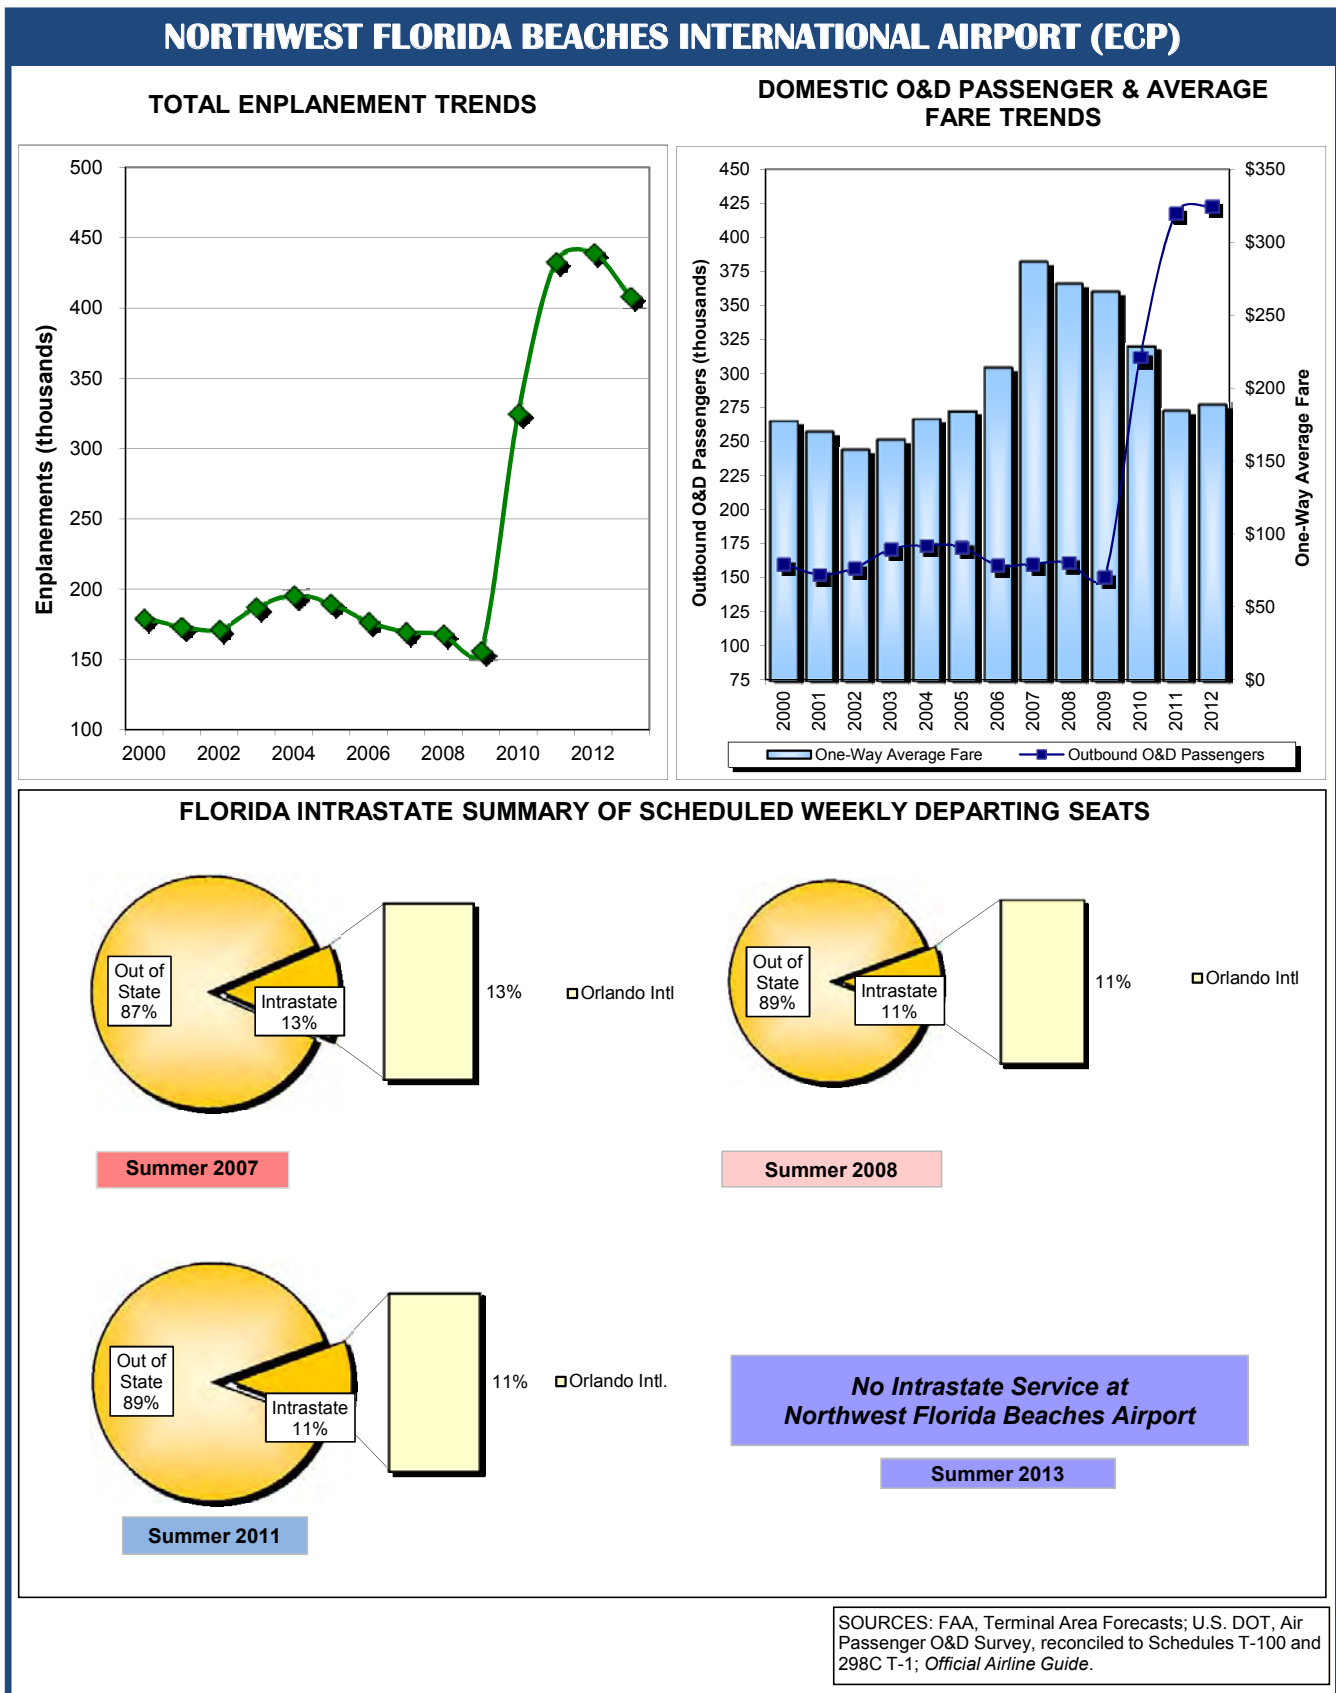 NORTHWEST FLORIDA BEACHES INTERNATIONAL AIRPORT (ECP)
TOTAL ENPLANEMENT TRENDS
500
450
400
350
300
250
200
150
100
Enplanements (thousands)
2000 2002 2004 2006 2008 2010 2012
DOMESTIC O&D PASSENGER & AVERAGE
FARE TRENDS
450
425
400
375
350
325
300
275
250
225
200
175
150
125
100
75
Outbound O&D Passengers (thousands)
$350
$300
$250
$200
$150
$100
$50
$0
One-Way Average Fare
2000 2001 2002 2003 2004 2005 2006 2007 2008 2009 2010 2011 2012
One-Way Average Fare Outbound O&D Passengers
FLORIDA INTRASTATE SUMMARY OF SCHEDULED WEEKLY DEPARTING SEATS
Out of
State
87%
Intrastate
13%
13%
Orlando Intl
Summer 2007
Out of
State
89%
Intrastate
11%
11%
Orlando Intl
Summer 2008
Out of
State
89%
Intrastate
11%
11%
Orlando Intl.
Summer 2011
No Intrastate Service at
Northwest Florida Beaches Airport
Summer 2013
SOURCES: FAA, Terminal Area Forecasts; U.S. DOT, Air
Passenger O&D Survey, reconciled to Schedules T-100 and
298C T-1; Official Airline Guide.